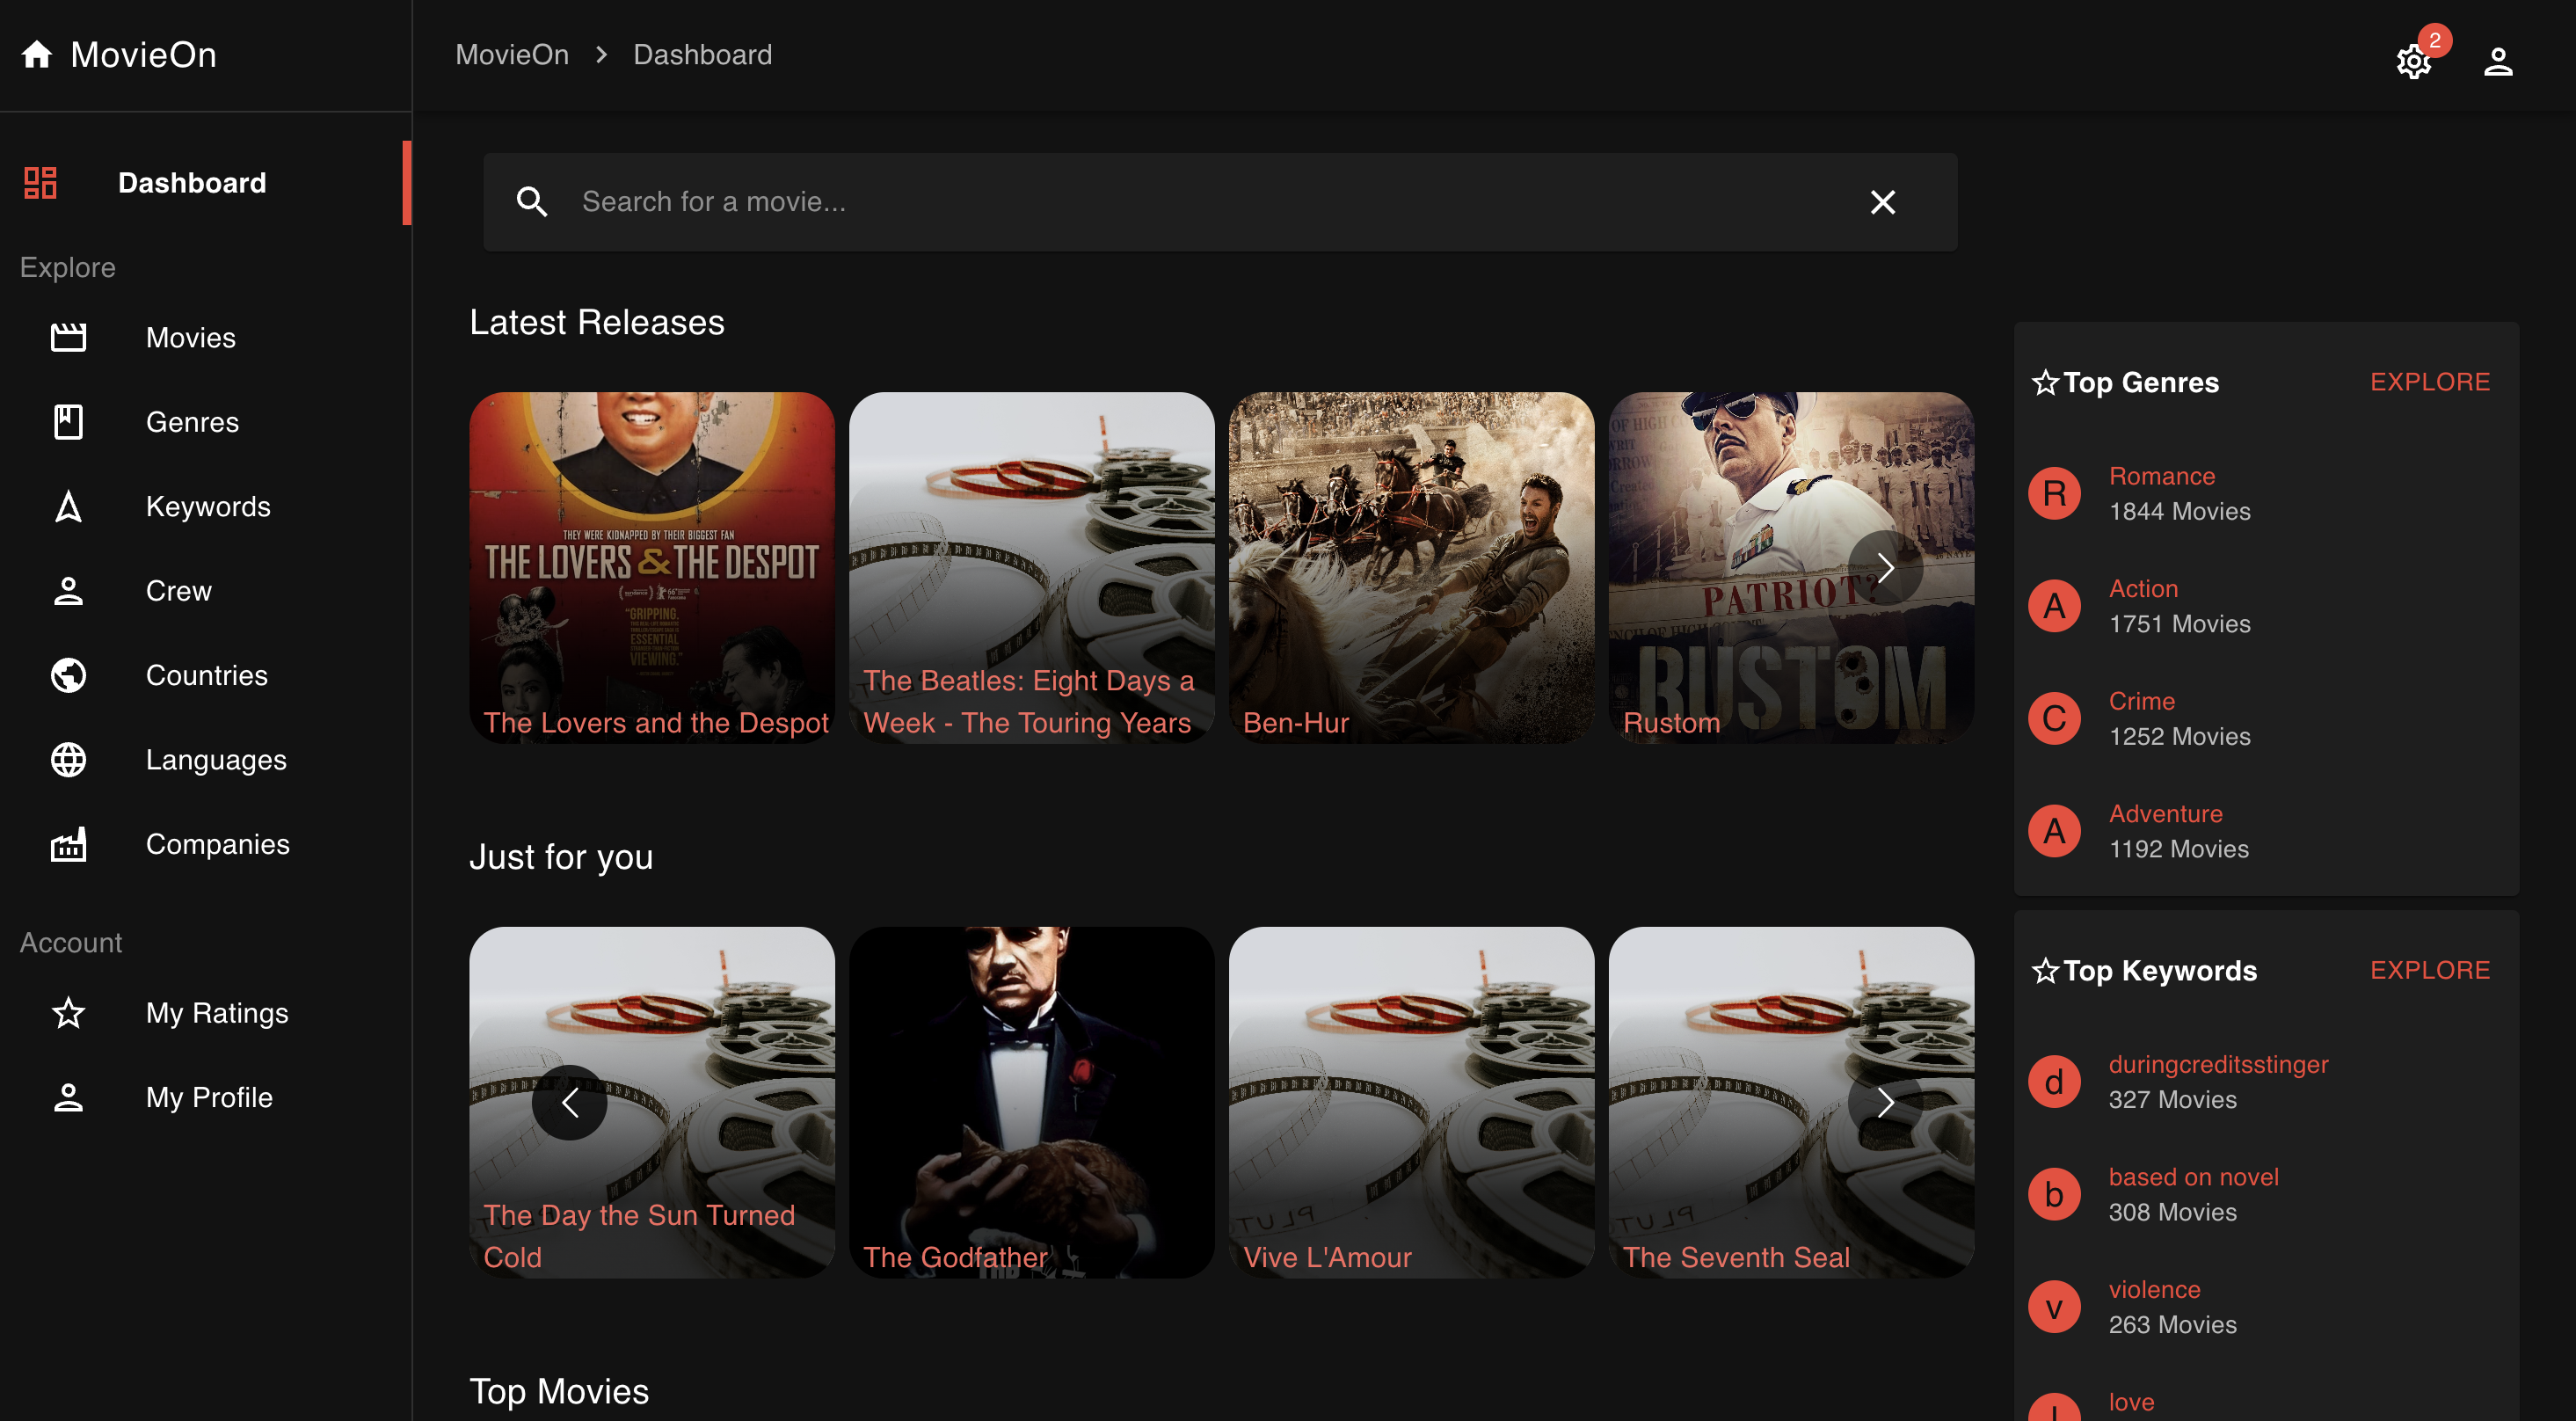 MovieOn
MovieOn
Dashboard
2
Dashboard
Explore
Movies
Genres
Keywords
Crew
Countries
Languages
Companies
Account
My Ratings
My Profile
Search for a movie...
Latest Releases
THEY WERE KIDNAPPED BY THEIR BIGGEST FAN
THE LOVERS & THE DESPOT
"GRIPPING.
ESSENTIAL
VIEWING."
The Lovers and the Despot
The Beatles: Eight Days a
Week - The Touring Years
Ben-Hur
PATRIOT?
RUSTOM
Rustom
Just for you
The Day the Sun Turned
Cold
The Godfather
Vive L'Amour
The Seventh Seal
Top Movies
Top Genres
EXPLORE
R
Romance
1844 Movies
A
Action
1751 Movies
C
Crime
1252 Movies
A
Adventure
1192 Movies
Top Keywords
EXPLORE
d
duringcreditsstinger
327 Movies
b
based on novel
308 Movies
v
violence
263 Movies
love